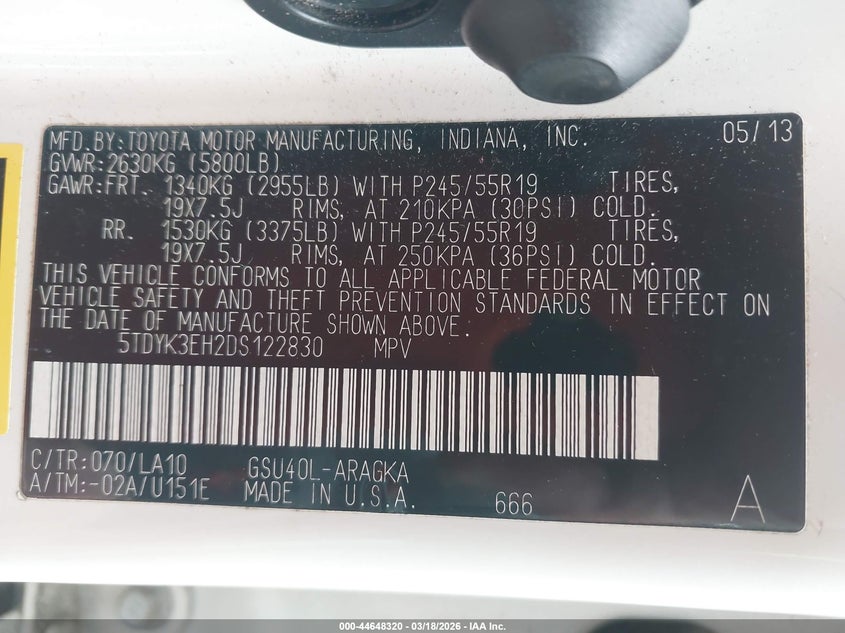 MFD.BY:TOYOTA MOTOR MANUFACTURING, INDIANA, INC. 05/13
GVWR:2630KG (5800LB)
GAWR:FRT. 1340KG (2955LB) WITH P245/55R19 TIRES,
19X7.5J RIMS, AT 210KPA (30PSI) COLD.
RR. 1530KG (3375LB) WITH P245/55R19 TIRES,
19X7.5J RIMS, AT 250KPA (36PSI) COLD.
THIS VEHICLE CONFORMS TO ALL APPLICABLE FEDERAL MOTOR
VEHICLE SAFETY AND THEFT PREVENTION STANDARDS IN EFFECT ON
THE DATE OF MANUFACTURE SHOWN ABOVE.
5TDYK3EH2DS122830 MPV
C/TR:070/LA10 GSU40L-ARAGKA
A/TM:-02A/U151E MADE IN U.S.A. 666 A
000-44648320 - 03/18/2026 - IAA Inc.